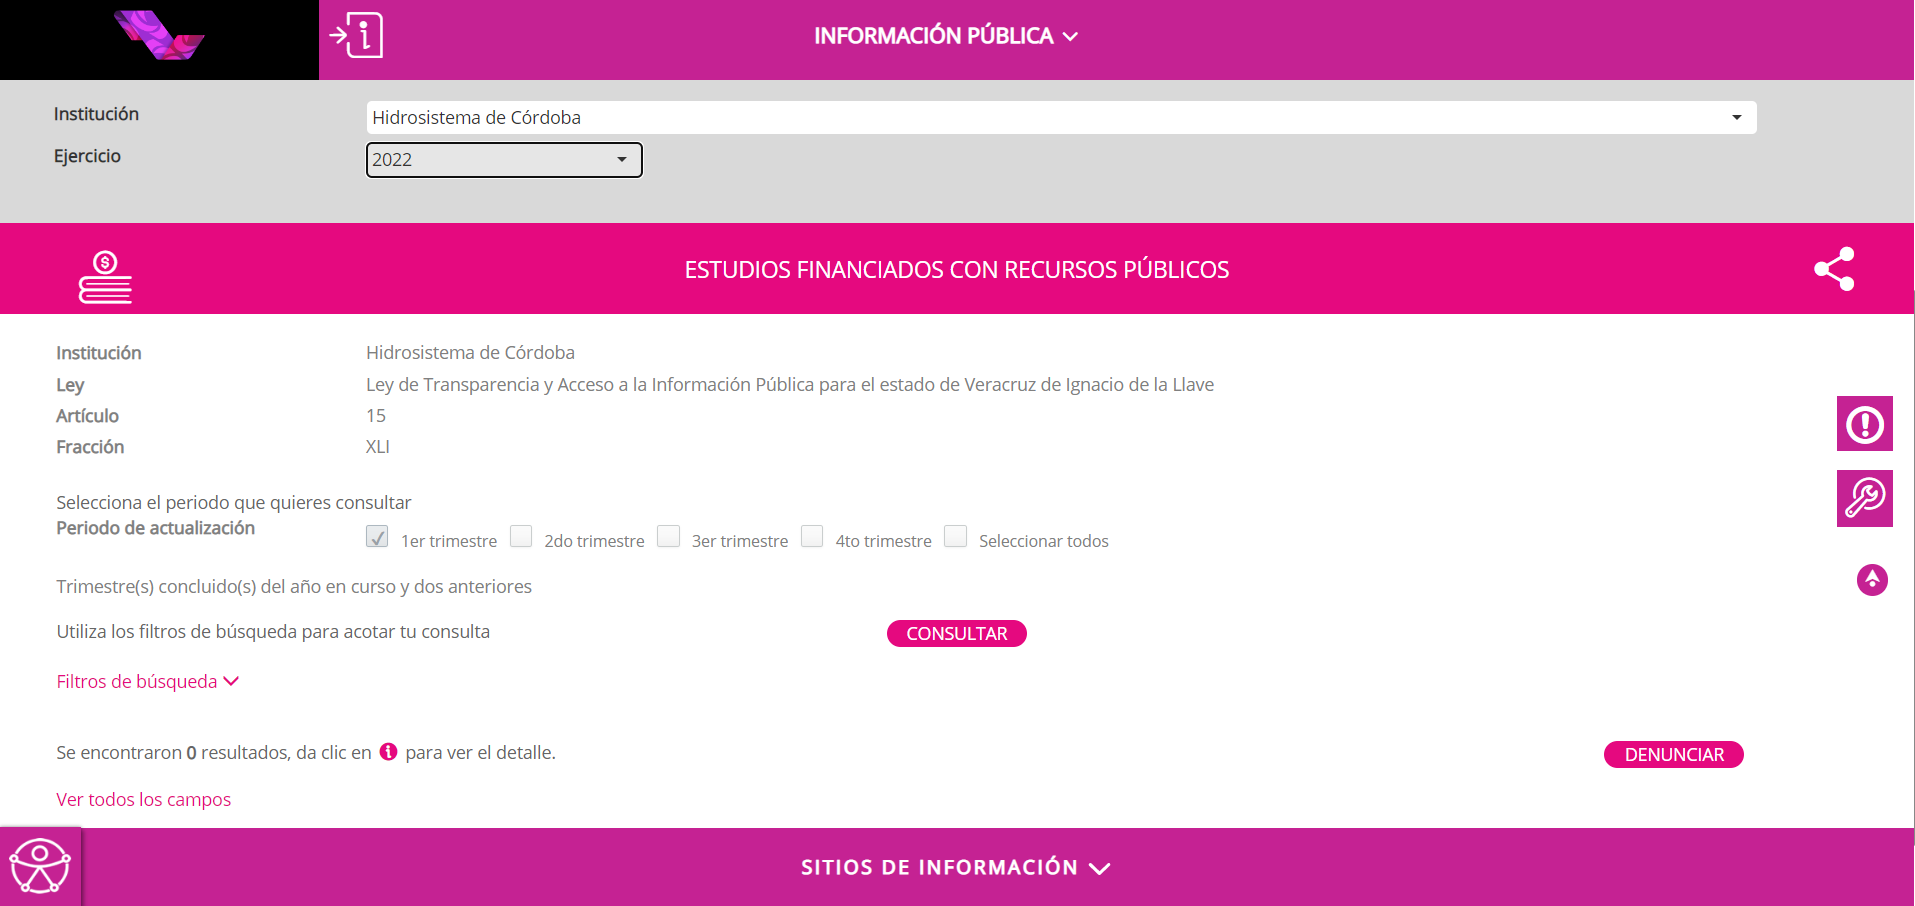 INFORMACIÓN PÚBLICA
Institución
Hidrosistema de Córdoba
Ejercicio
2022
ESTUDIOS FINANCIADOS CON RECURSOS PÚBLICOS
Institución Hidrosistema de Córdoba
Ley Ley de Transparencia y Acceso a la Información Pública para el estado de Veracruz de Ignacio de la Llave
Artículo 15
Fracción XLI
Selecciona el periodo que quieres consultar
Periodo de actualización
1er trimestre 2do trimestre 3er trimestre 4to trimestre Seleccionar todos
Trimestre(s) concluido(s) del año en curso y dos anteriores
Utiliza los filtros de búsqueda para acotar tu consulta
CONSULTAR
Filtros de búsqueda
Se encontraron 0 resultados, da clic en i para ver el detalle.
DENUNCIAR
Ver todos los campos
SITIOS DE INFORMACIÓN